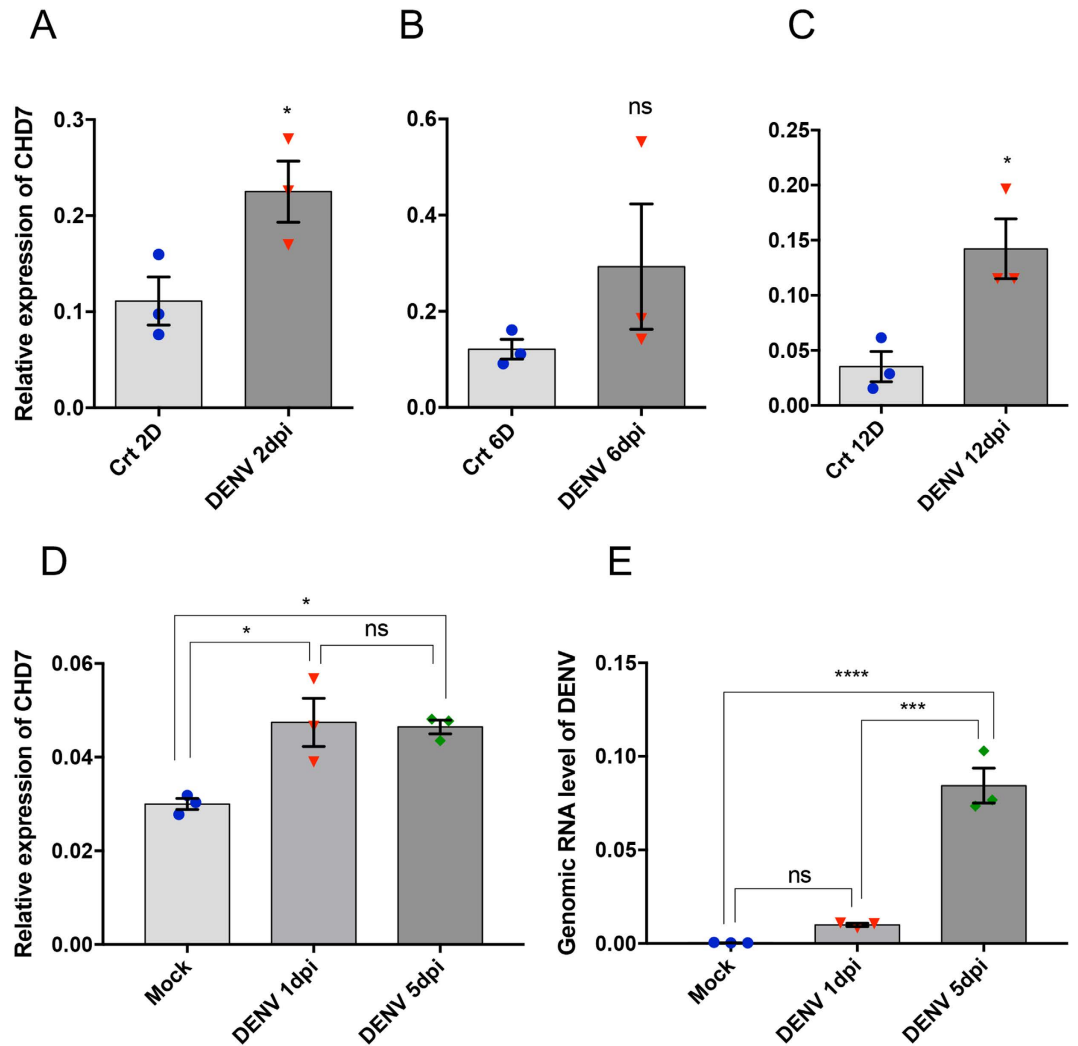 A
B
C
Relative expression of CHD7
0.3
0.2
0.1
0.0
*
Crt 2D
DENV 2dpi
0.6
0.4
0.2
0.0
ns
Crt 6D
DENV 6dpi
0.25
0.20
0.15
0.10
0.05
0.00
*
Crt 12D
DENV 12dpi
D
E
Relative expression of CHD7
0.06
0.04
0.02
0.00
*
*
ns
Mock
DENV 1dpi
DENV 5dpi
Genomic RNA level of DENV
0.15
0.10
0.05
0.00
****
***
ns
Mock
DENV 1dpi
DENV 5dpi